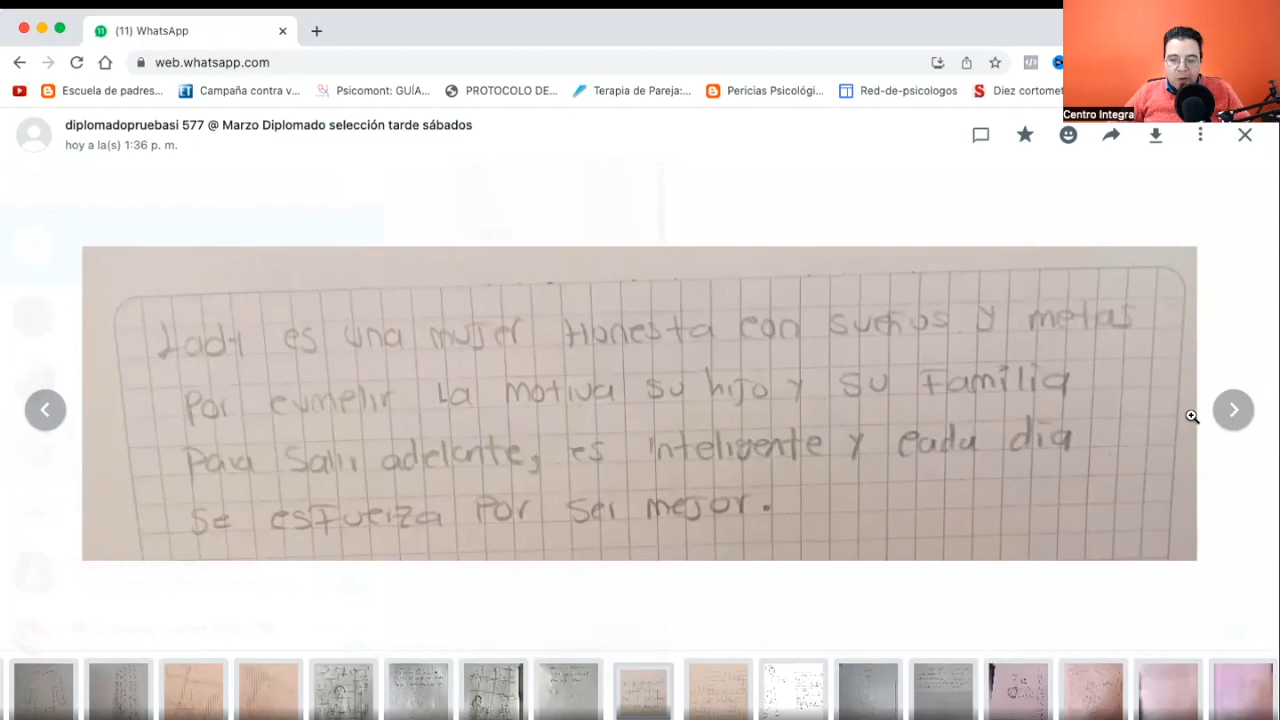 (11) WhatsApp
web.whatsapp.com
Escuela de padres...
Campaña contra v...
Psicomont: GUÍA...
PROTOCOLO DE...
Terapia de Pareja:...
Pericias Psicológi...
Red-de-psicologos
Diez cortomet
Centro Integra
diplomadopruebasi 577 @ Marzo Diplomado selección tarde sábados
hoy a la(s) 1:36 p. m.
Lady es una mujer Honesta con sueños y metas
Por cumplir La motiva su hijo y su Familia
para Salir adelante, es inteligente y cada dia
se esfuerza Por ser mejor.